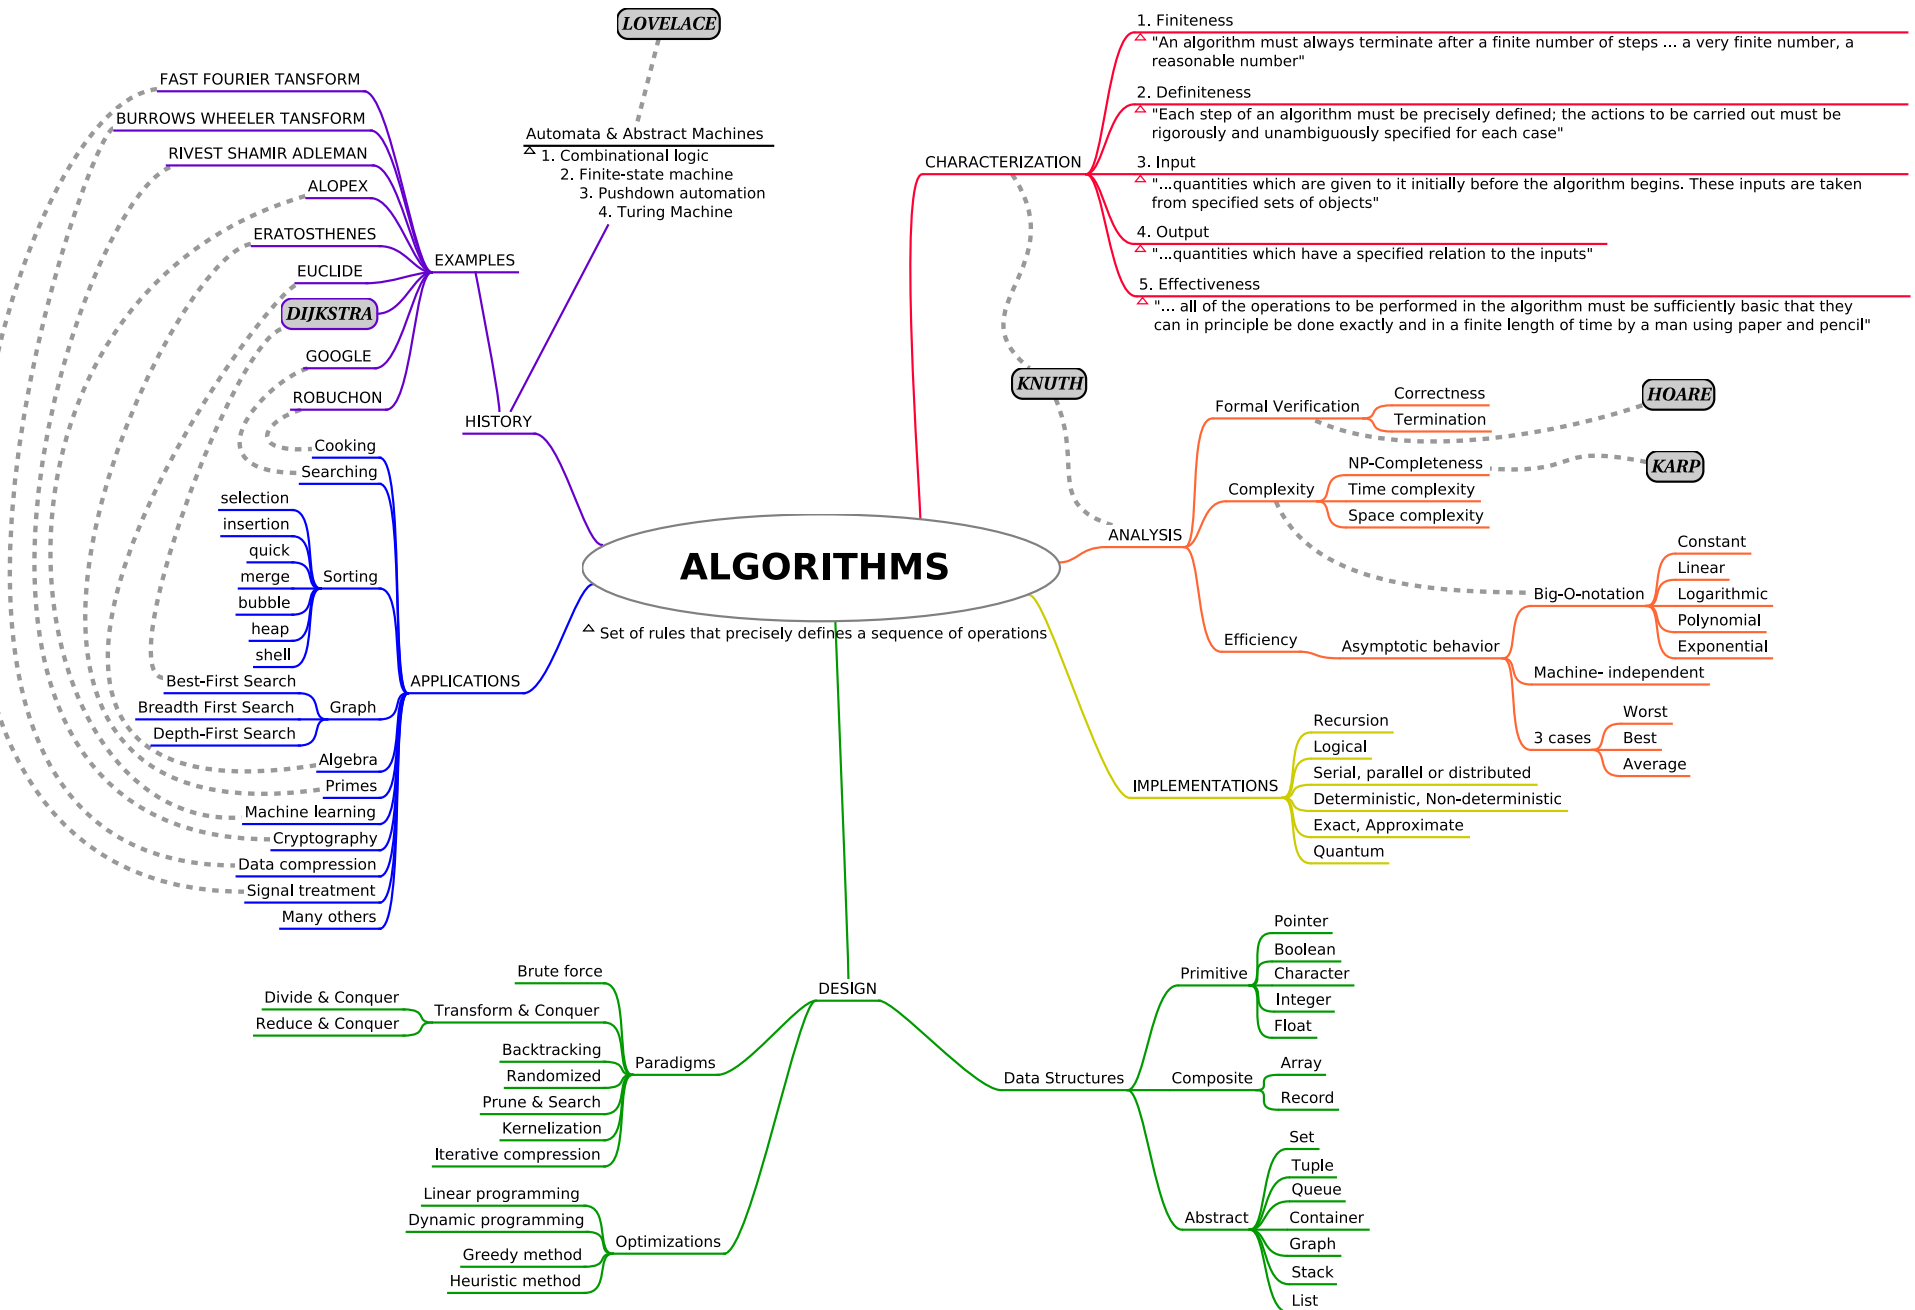 ALGORITHMS
Set of rules that precisely defines a sequence of operations
LOVELACE
Automata & Abstract Machines
1. Combinational logic
2. Finite-state machine
3. Pushdown automation
4. Turing Machine
HISTORY
EXAMPLES
FAST FOURIER TANSFORM
BURROWS WHEELER TANSFORM
RIVEST SHAMIR ADLEMAN
ALOPEX
ERATOSTHENES
EUCLIDE
DIJKSTRA
GOOGLE
ROBUCHON
APPLICATIONS
Cooking
Searching
Sorting
selection
insertion
quick
merge
bubble
heap
shell
Graph
Best-First Search
Breadth First Search
Depth-First Search
Algebra
Primes
Machine learning
Cryptography
Data compression
Signal treatment
Many others
CHARACTERIZATION
1. Finiteness
"An algorithm must always terminate after a finite number of steps ... a very finite number, a
reasonable number"
2. Definiteness
"Each step of an algorithm must be precisely defined; the actions to be carried out must be
rigorously and unambiguously specified for each case"
3. Input
"...quantities which are given to it initially before the algorithm begins. These inputs are taken
from specified sets of objects"
4. Output
"...quantities which have a specified relation to the inputs"
5. Effectiveness
"... all of the operations to be performed in the algorithm must be sufficiently basic that they
can in principle be done exactly and in a finite length of time by a man using paper and pencil"
KNUTH
ANALYSIS
Formal Verification
Correctness
Termination
HOARE
Complexity
NP-Completeness
Time complexity
Space complexity
KARP
Efficiency
Asymptotic behavior
Big-O-notation
Constant
Linear
Logarithmic
Polynomial
Exponential
Machine- independent
3 cases
Worst
Best
Average
IMPLEMENTATIONS
Recursion
Logical
Serial, parallel or distributed
Deterministic, Non-deterministic
Exact, Approximate
Quantum
DESIGN
Paradigms
Brute force
Transform & Conquer
Divide & Conquer
Reduce & Conquer
Backtracking
Randomized
Prune & Search
Kernelization
Iterative compression
Optimizations
Linear programming
Dynamic programming
Greedy method
Heuristic method
Data Structures
Primitive
Pointer
Boolean
Character
Integer
Float
Composite
Array
Record
Abstract
Set
Tuple
Queue
Container
Graph
Stack
List